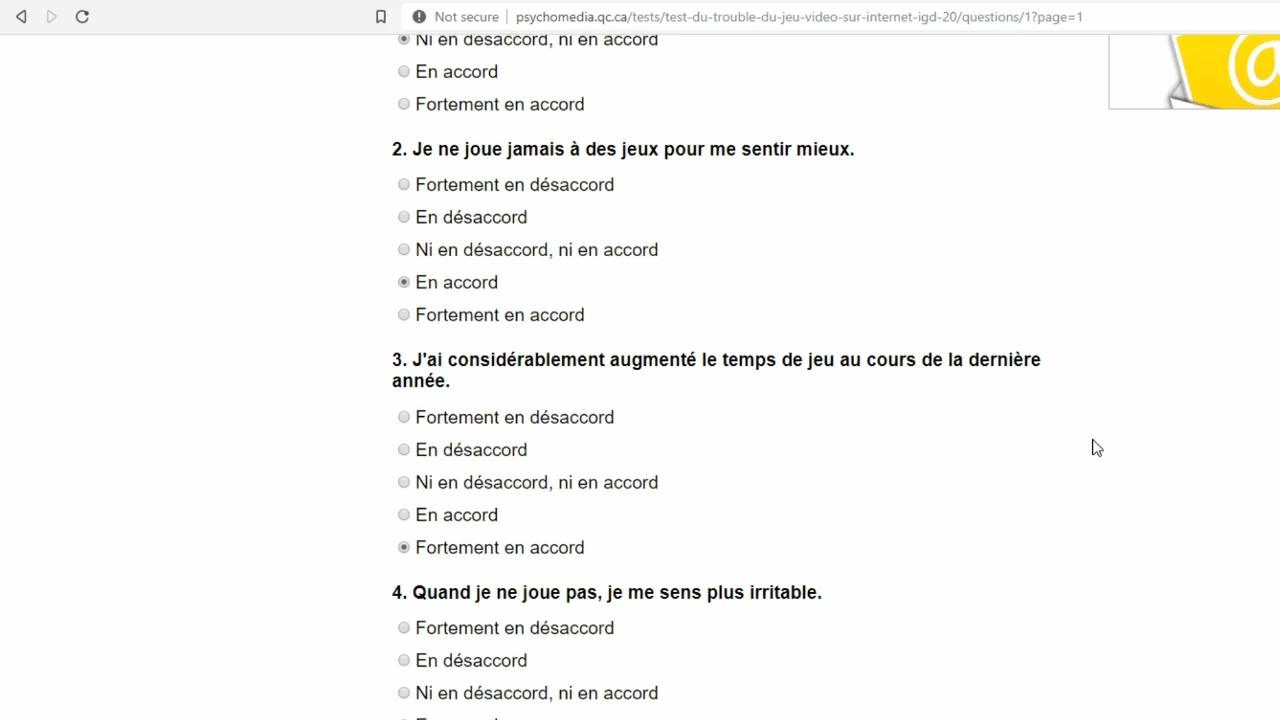 Not secure psychomedia.qc.ca/tests/test-du-trouble-du-jeu-video-sur-internet-igd-20/questions/1?page=1
Ni en désaccord, ni en accord
En accord
Fortement en accord
2. Je ne joue jamais à des jeux pour me sentir mieux.
Fortement en désaccord
En désaccord
Ni en désaccord, ni en accord
En accord
Fortement en accord
3. J'ai considérablement augmenté le temps de jeu au cours de la dernière
année.
Fortement en désaccord
En désaccord
Ni en désaccord, ni en accord
En accord
Fortement en accord
4. Quand je ne joue pas, je me sens plus irritable.
Fortement en désaccord
En désaccord
Ni en désaccord, ni en accord